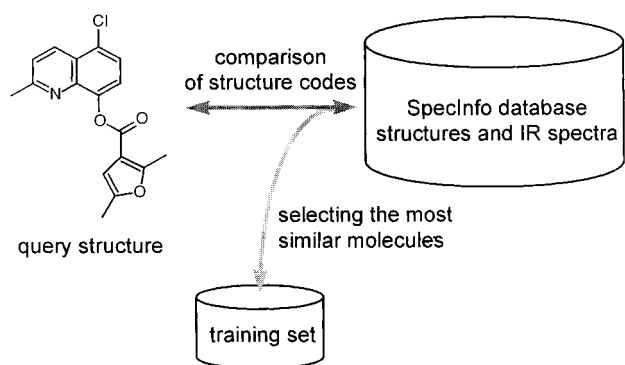 Cl
comparison
of structure codes
SpecInfo database
structures and IR spectra
N
O
O
O
selecting the most
similar molecules
query structure
training set